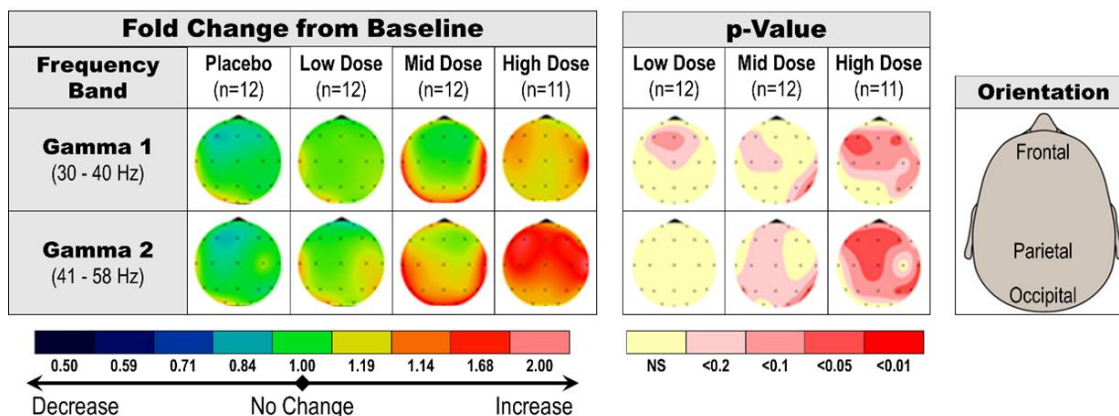 Fold Change from Baseline
p-Value
Frequency Band
Placebo (n=12)
Low Dose (n=12)
Mid Dose (n=12)
High Dose (n=11)
Low Dose (n=12)
Mid Dose (n=12)
High Dose (n=11)
Orientation
Gamma 1
(30 - 40 Hz)
Frontal
Gamma 2
(41 - 58 Hz)
Parietal
Occipital
0.50 0.59 0.71 0.84 1.00 1.19 1.14 1.68 2.00
NS <0.2 <0.1 <0.05 <0.01
Decrease No Change Increase